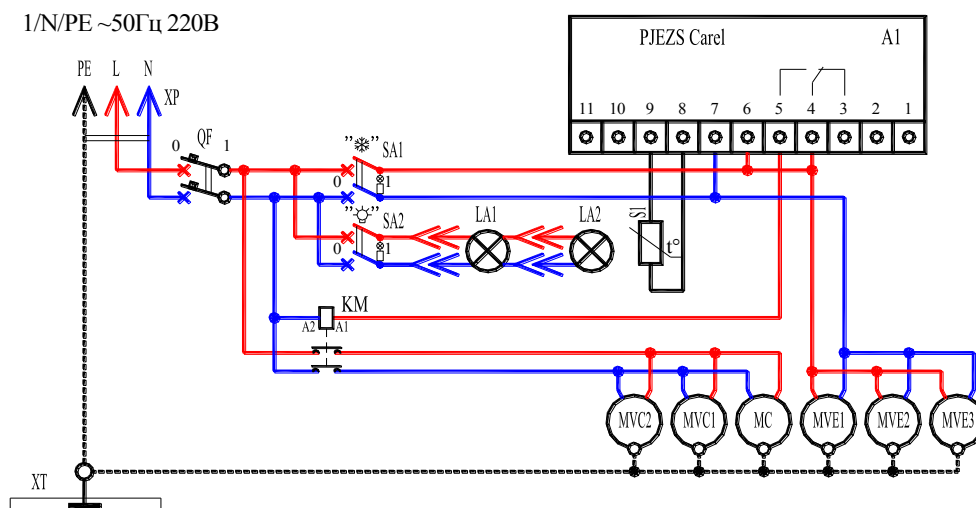 1/N/PE ~50Гц 220В
PJEZS Carel A1
PE L N
XP
11 10 9 8 7 6 5 4 3 2 1
0 QF 1
"❄" SA1
0 1
"☼" SA2
0 1
LA1 LA2
S1
t°
KM
A2 A1
MVC2 MVC1 MC MVE1 MVE2 MVE3
XT